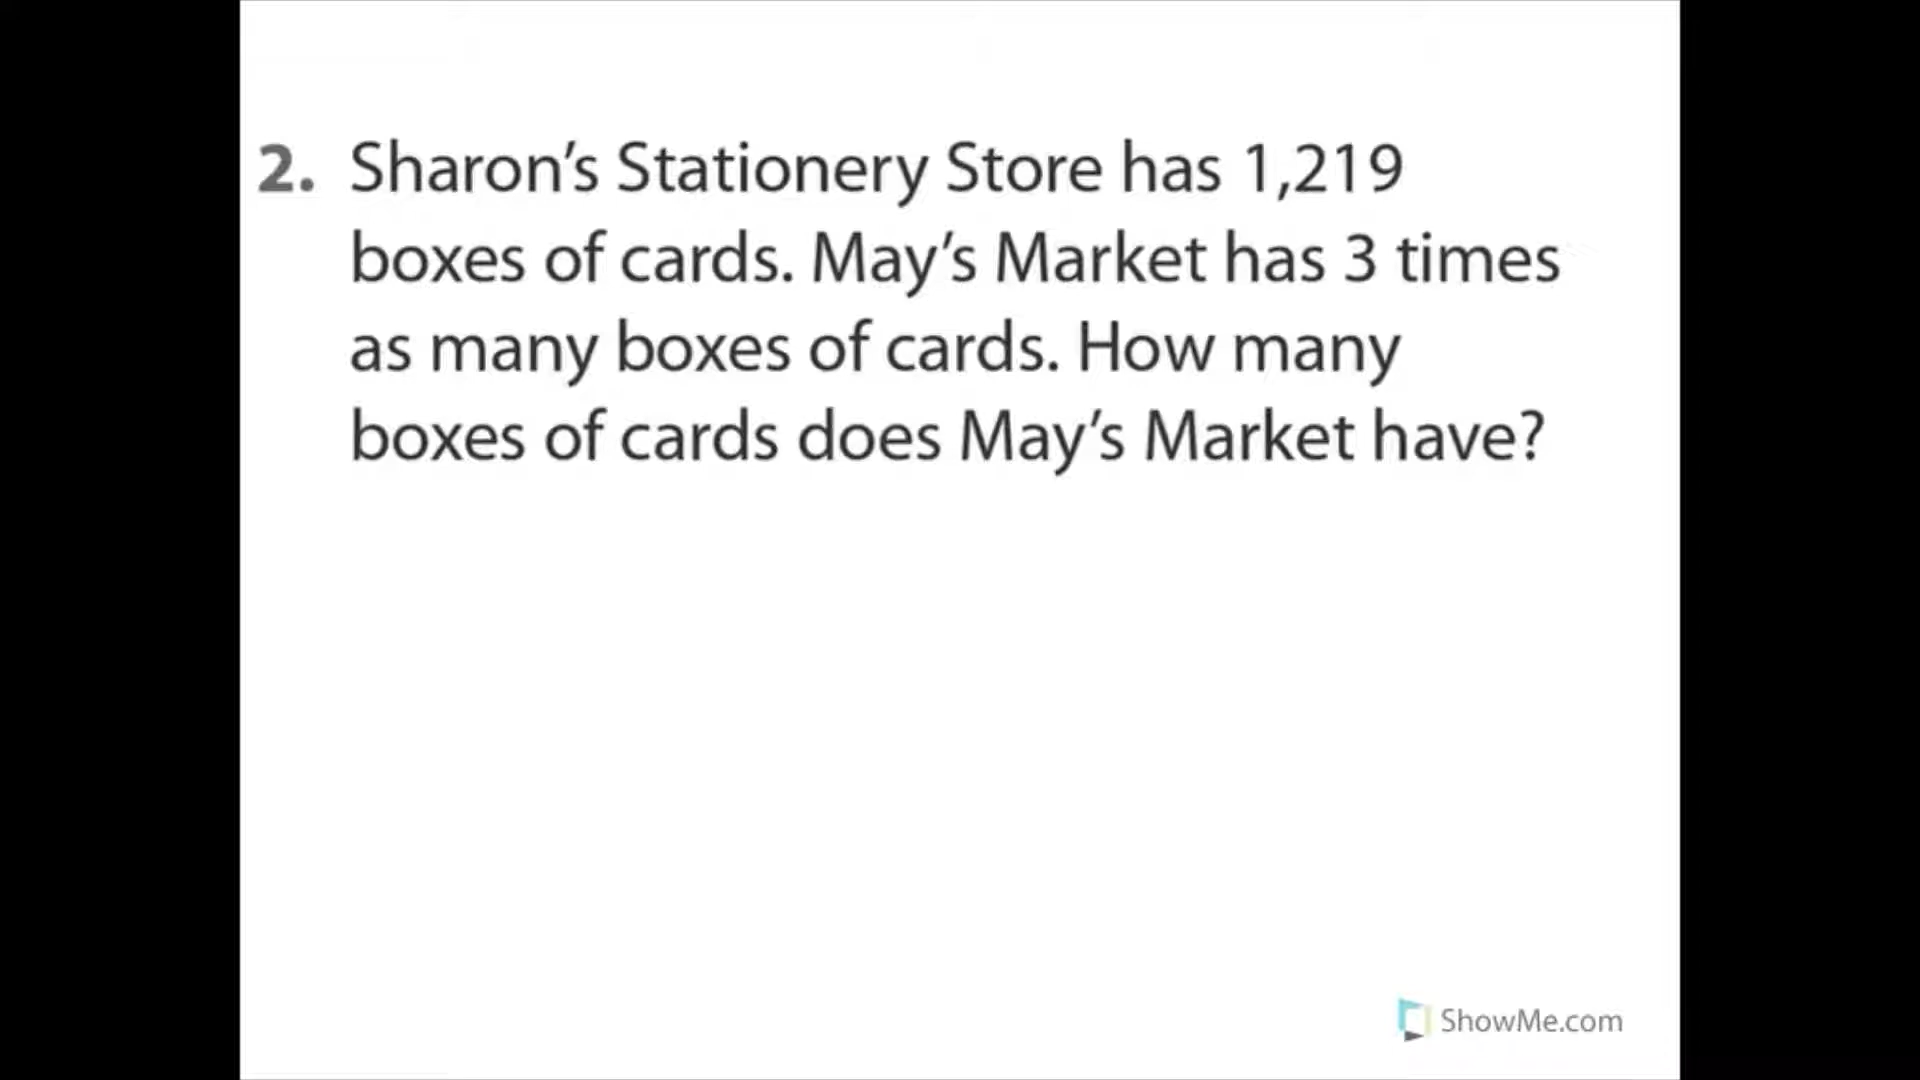 2. Sharon’s Stationery Store has 1,219
boxes of cards. May’s Market has 3 times
as many boxes of cards. How many
boxes of cards does May’s Market have?
ShowMe.com